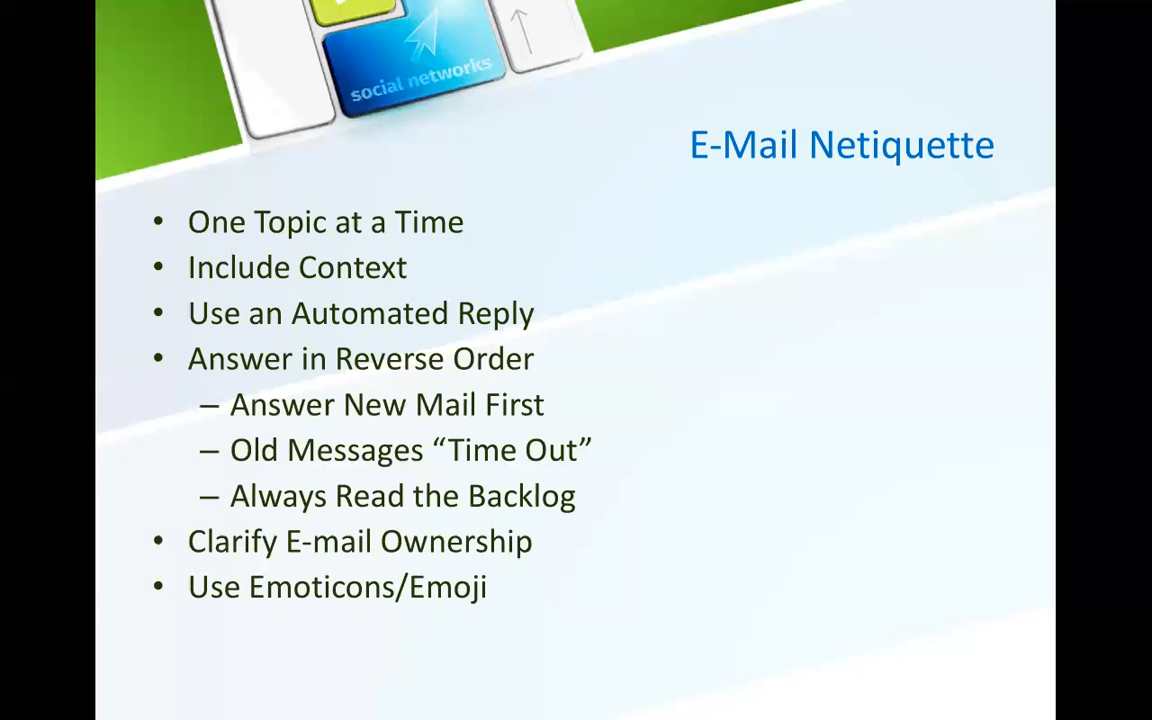 social networks
E-Mail Netiquette
• One Topic at a Time
• Include Context
• Use an Automated Reply
• Answer in Reverse Order
– Answer New Mail First
– Old Messages “Time Out”
– Always Read the Backlog
• Clarify E-mail Ownership
• Use Emoticons/Emoji